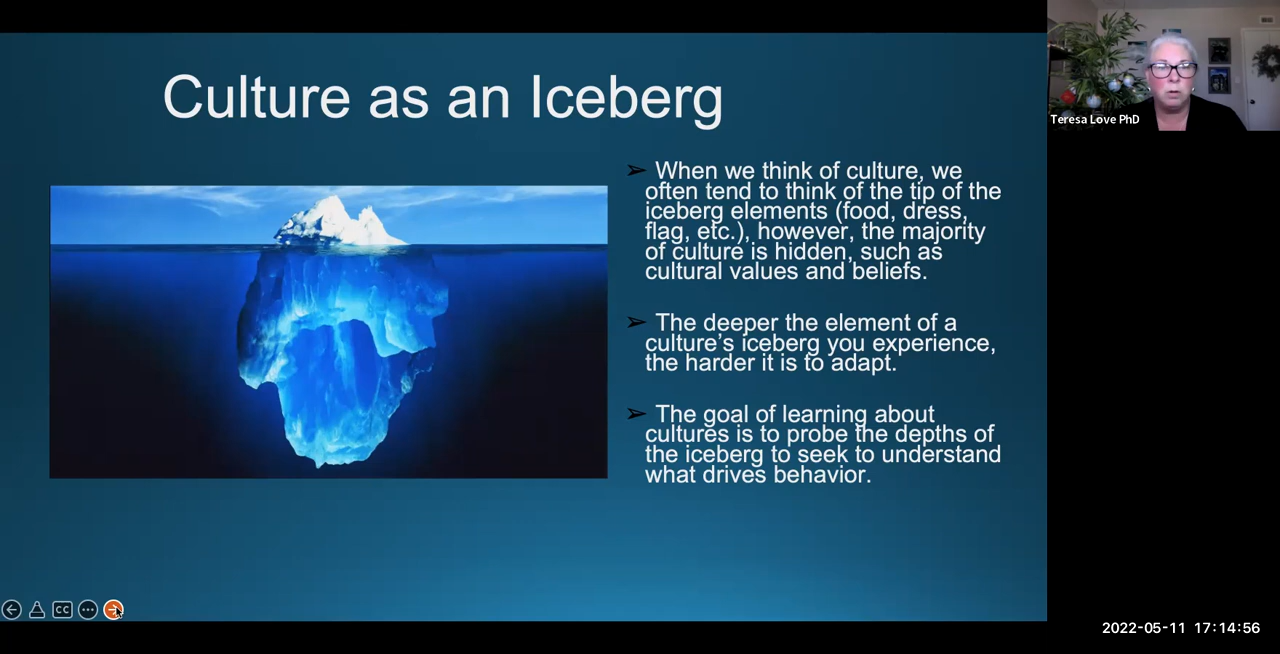 Culture as an Iceberg
Teresa Love PhD
➢ When we think of culture, we
often tend to think of the tip of the
iceberg elements (food, dress,
flag, etc.), however, the majority
of culture is hidden, such as
cultural values and beliefs.
➢ The deeper the element of a
culture’s iceberg you experience,
the harder it is to adapt.
➢ The goal of learning about
cultures is to probe the depths of
the iceberg to seek to understand
what drives behavior.
CC
2022-05-11 17:14:56